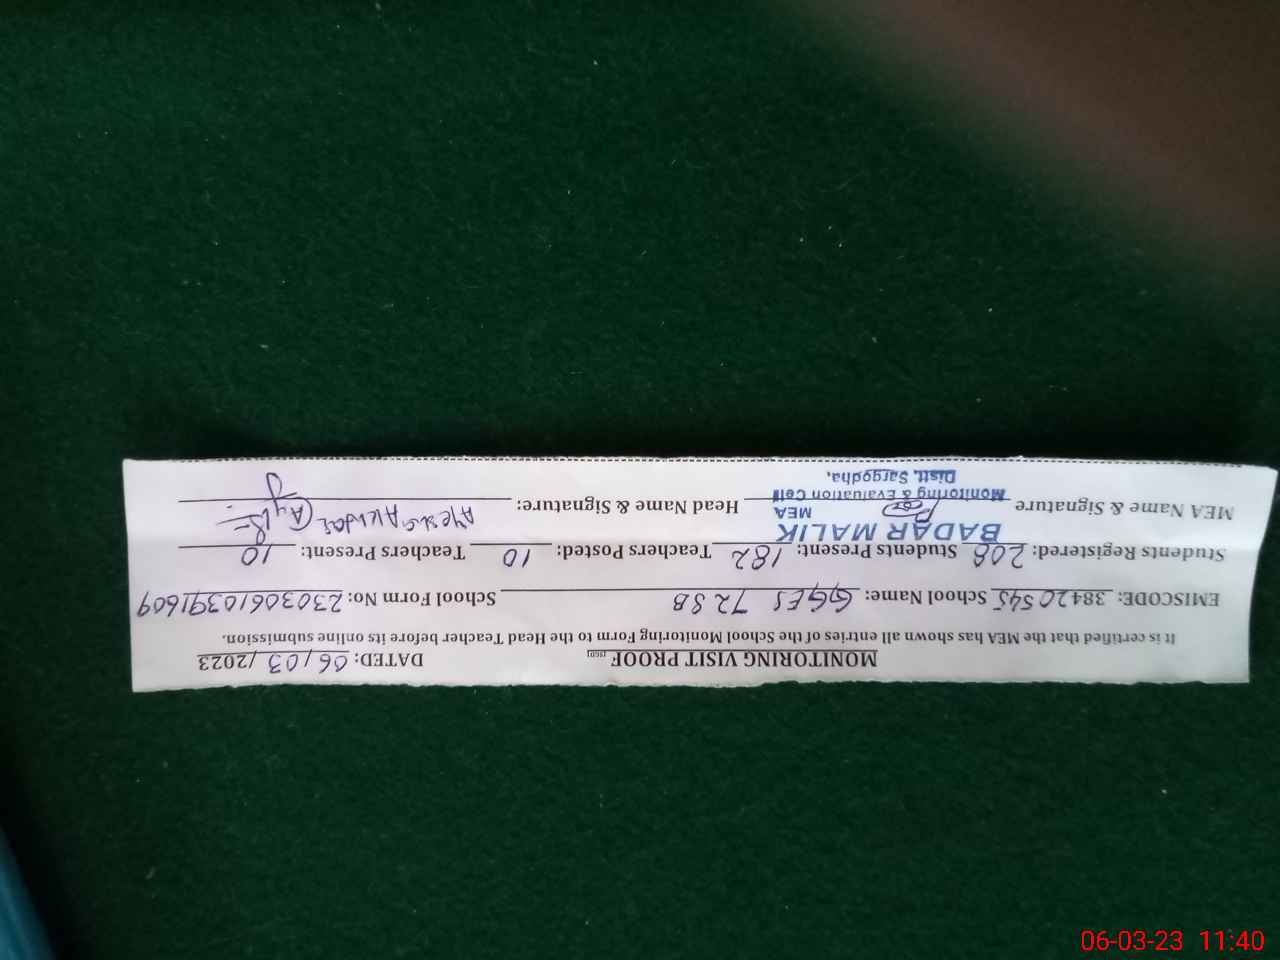 MONITORING VISIT PROOF DATED: 06/03/2023
It is certified that the MEA has shown all entries of the School Monitoring Form to the Head Teacher before its online submission.
EMISCODE: 38420545 School Name: GGES 72 SB School Form No: 23030610391609
Students Registered: 208 Students Present: 182 Teachers Posted: 10 Teachers Present: 10
BADAR MALIK
MEA
MEA Name & Signature Head Name & Signature:
Monitoring & Evaluation Cell
Distt. Sargodha,
06-03-23 11:40